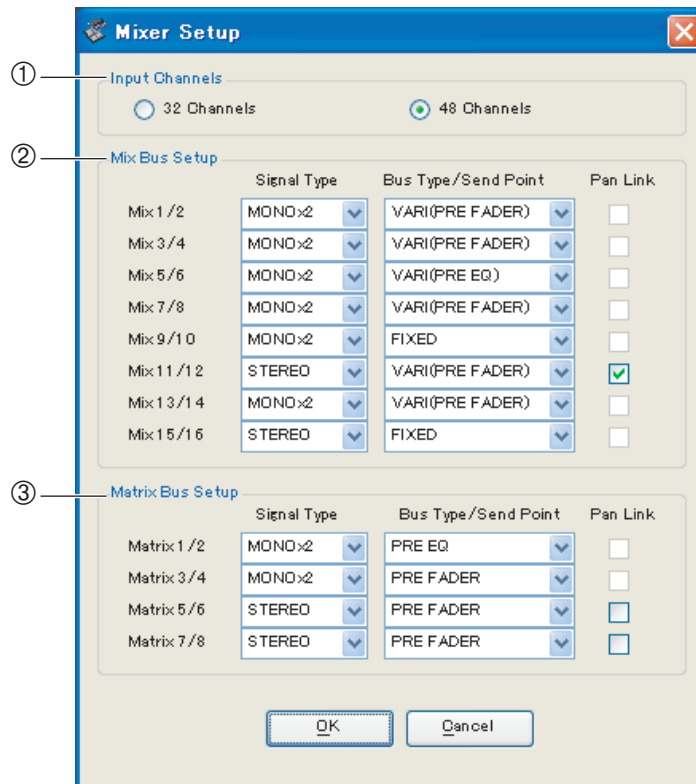 Mixer Setup
①
Input Channels
32 Channels 48 Channels
②
Mix Bus Setup
Signal Type Bus Type/Send Point Pan Link
Mix 1/2 MONOx2 VARI(PRE FADER)
Mix 3/4 MONOx2 VARI(PRE FADER)
Mix 5/6 MONOx2 VARI(PRE EQ)
Mix 7/8 MONOx2 VARI(PRE FADER)
Mix 9/10 MONOx2 FIXED
Mix 11/12 STEREO VARI(PRE FADER)
Mix 13/14 MONOx2 VARI(PRE FADER)
Mix 15/16 STEREO FIXED
③
Matrix Bus Setup
Signal Type Bus Type/Send Point Pan Link
Matrix 1/2 MONOx2 PRE EQ
Matrix 3/4 MONOx2 PRE FADER
Matrix 5/6 STEREO PRE FADER
Matrix 7/8 STEREO PRE FADER
OK Cancel